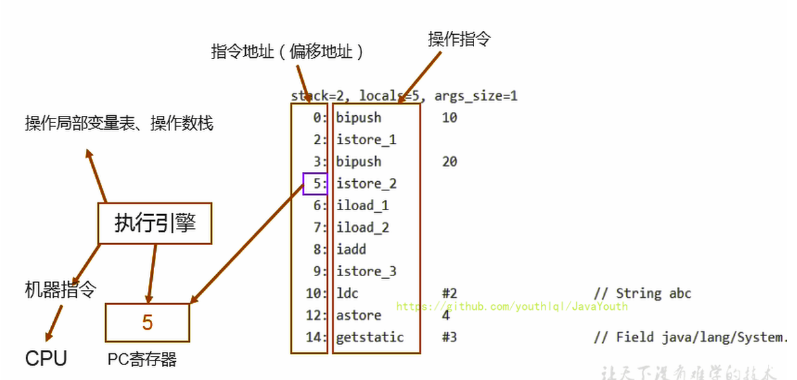 指令地址（偏移地址）
操作指令
stack=2, locals=5, args_size=1
操作局部变量表、操作数栈
0: bipush 10
2: istore_1
3: bipush 20
5: istore_2
6: iload_1
7: iload_2
8: iadd
9: istore_3
10: ldc #2 // String abc
12: astore 4
14: getstatic #3 // Field java/lang/System.
执行引擎
机器指令
5
CPU
PC寄存器
https://github.com/youthlql/JavaYouth
让天下没有难学的技术